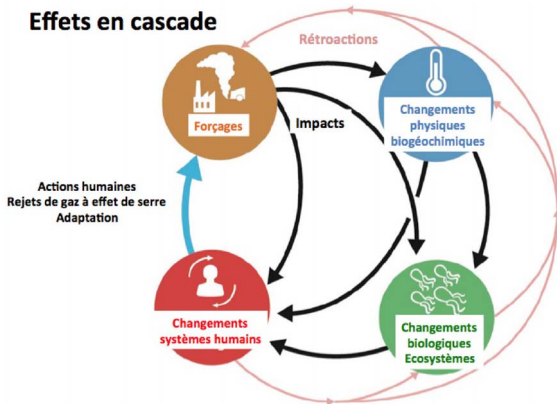 Effets en cascade
Rétroactions
Forçages
Changements
physiques
biogéochimiques
Impacts
Actions humaines
Rejets de gaz à effet de serre
Adaptation
Changements
systèmes humains
Changements
biologiques
Ecosystèmes